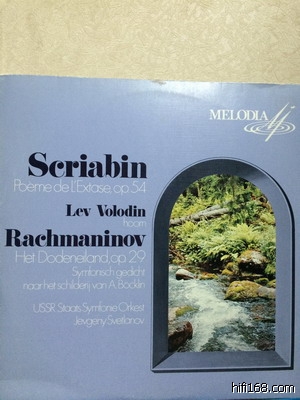 MELODIA
Scriabin
Poème de L'Extase, op.54
Lev Volodin
hoorn
Rachmaninov
Het Dodeneiland, op.29
Symfonisch gedicht
naar het schilderij van A. Böcklin
USSR Staats Symfonie Orkest
Jevgeny Svetlanov
hifi168.com